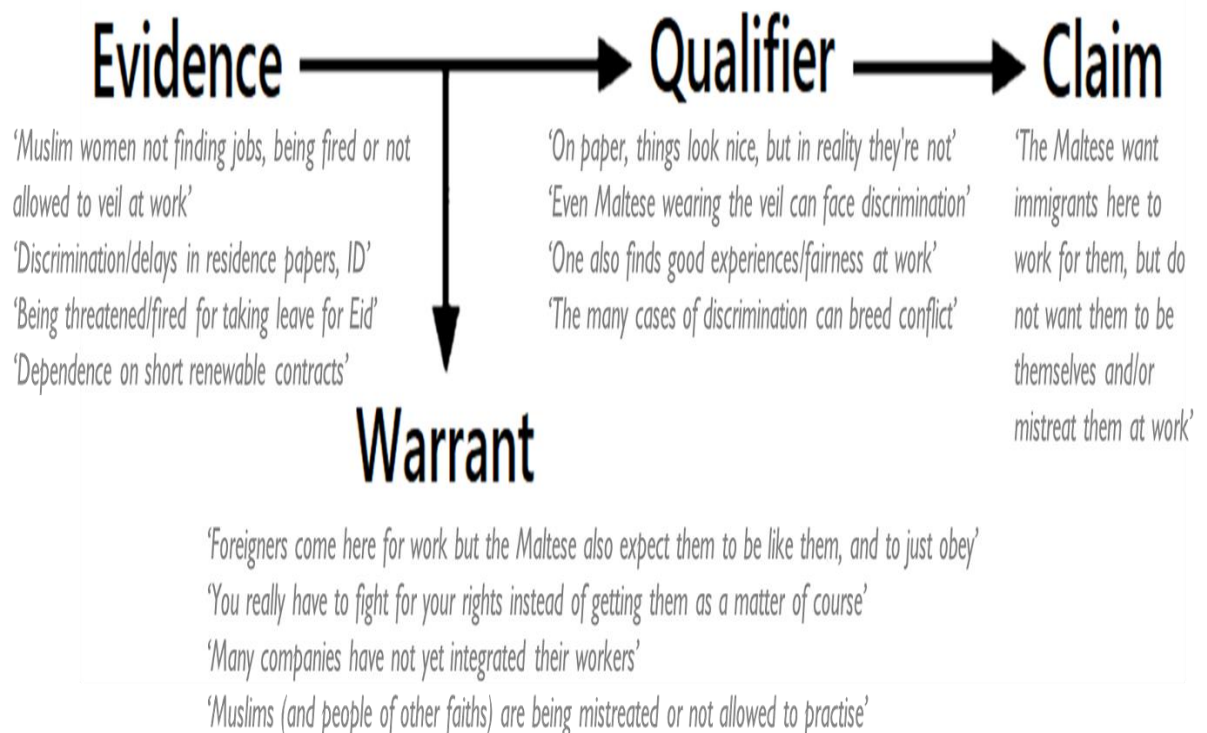 Evidence
Qualifier
Claim
‘Muslim women not finding jobs, being fired or not
allowed to veil at work’
‘Discrimination/delays in residence papers, ID’
‘Being threatened/fired for taking leave for Eid’
‘Dependence on short renewable contracts’
‘On paper, things look nice, but in reality they're not’
‘Even Maltese wearing the veil can face discrimination’
‘One also finds good experiences/fairness at work’
‘The many cases of discrimination can breed conflict’
‘The Maltese want
immigrants here to
work for them, but do
not want them to be
themselves and/or
mistreat them at work’
Warrant
‘Foreigners come here for work but the Maltese also expect them to be like them, and to just obey’
‘You really have to fight for your rights instead of getting them as a matter of course’
‘Many companies have not yet integrated their workers’
‘Muslims (and people of other faiths) are being mistreated or not allowed to practise’